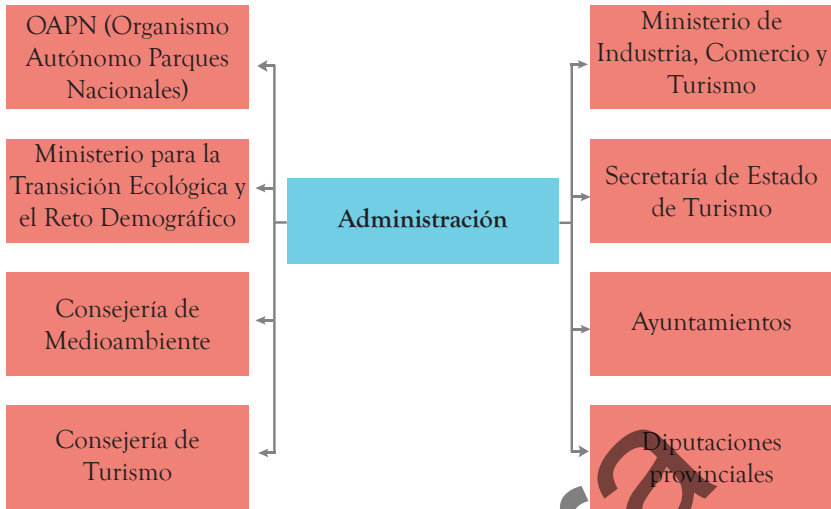 OAPN (Organismo
Autónomo Parques
Nacionales)
Ministerio para la
Transición Ecológica y
el Reto Demográfico
Consejería de
Medioambiente
Consejería de
Turismo
Administración
Ministerio de
Industria, Comercio y
Turismo
Secretaría de Estado
de Turismo
Ayuntamientos
Diputaciones
provinciales